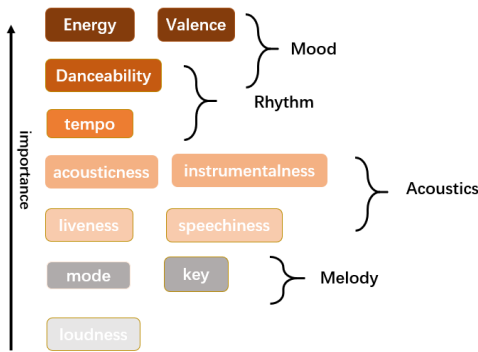 Energy Valence
Mood
Danceability
Rhythm
tempo
importance
acousticness instrumentalness
Acoustics
liveness speechiness
mode key
Melody
loudness